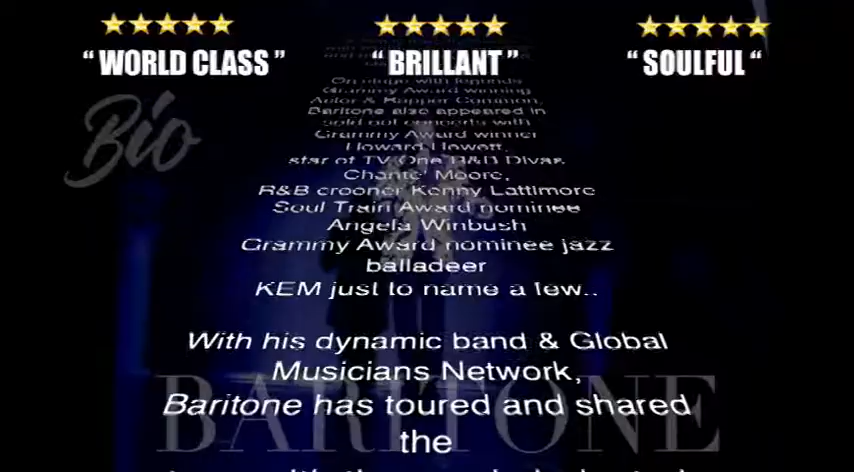 “ WORLD CLASS ” “ BRILLANT ” “ SOULFUL “
Bio
On stage with legends
Grammy Award winning
Actor & Rapper Common,
Baritone also appeared in
sold out concerts with
Grammy Award winner
Howard Hewett,
star of TV One R&B Divas
Chante' Moore,
R&B crooner Kenny Lattimore
Soul Train Award nominee
Angela Winbush
Grammy Award nominee jazz
balladeer
KEM just to name a few..
With his dynamic band & Global
Musicians Network,
BARITONE
Baritone has toured and shared
the